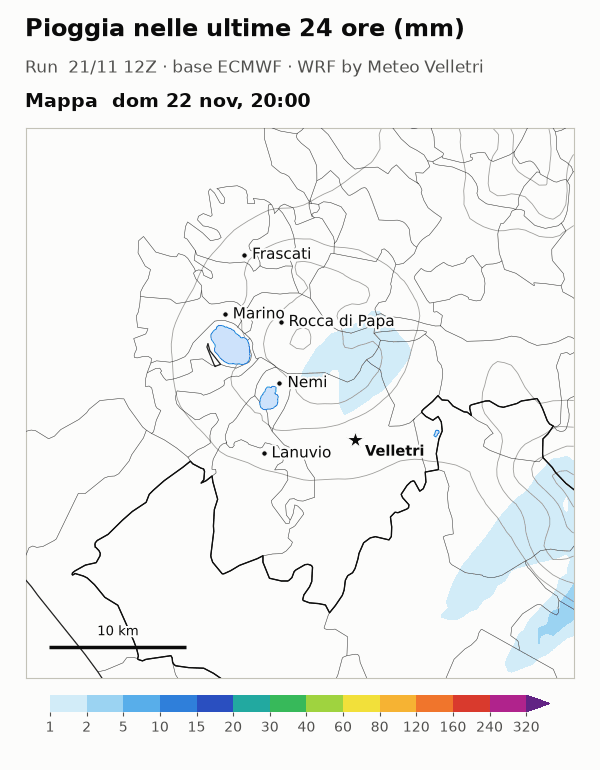 Pioggia nelle ultime 24 ore (mm)
Run  21/11 12Z · base ECMWF · WRF by Meteo Velletri
Mappa  dom 22 nov, 20:00
Frascati
Marino
Rocca di Papa
Nemi
Velletri
Lanuvio
10 km
1 2 5 10 15 20 30 40 60 80 120 160 240 320